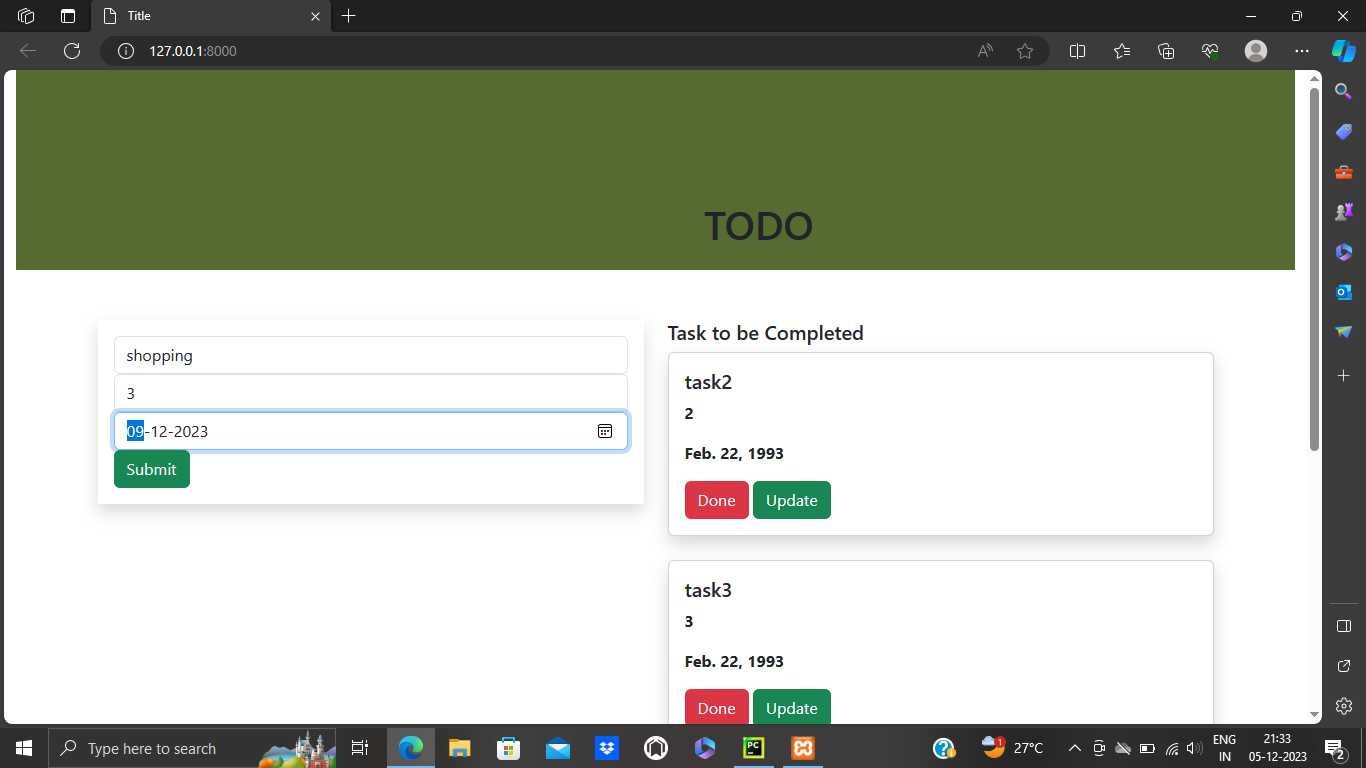 Title
127.0.0.1:8000
TODO
shopping
3
09-12-2023
Submit
Task to be Completed
task2
2
Feb. 22, 1993
Done Update
task3
3
Feb. 22, 1993
Done Update
Type here to search
PC
1
27°C
ENG
IN
21:33
05-12-2023
2